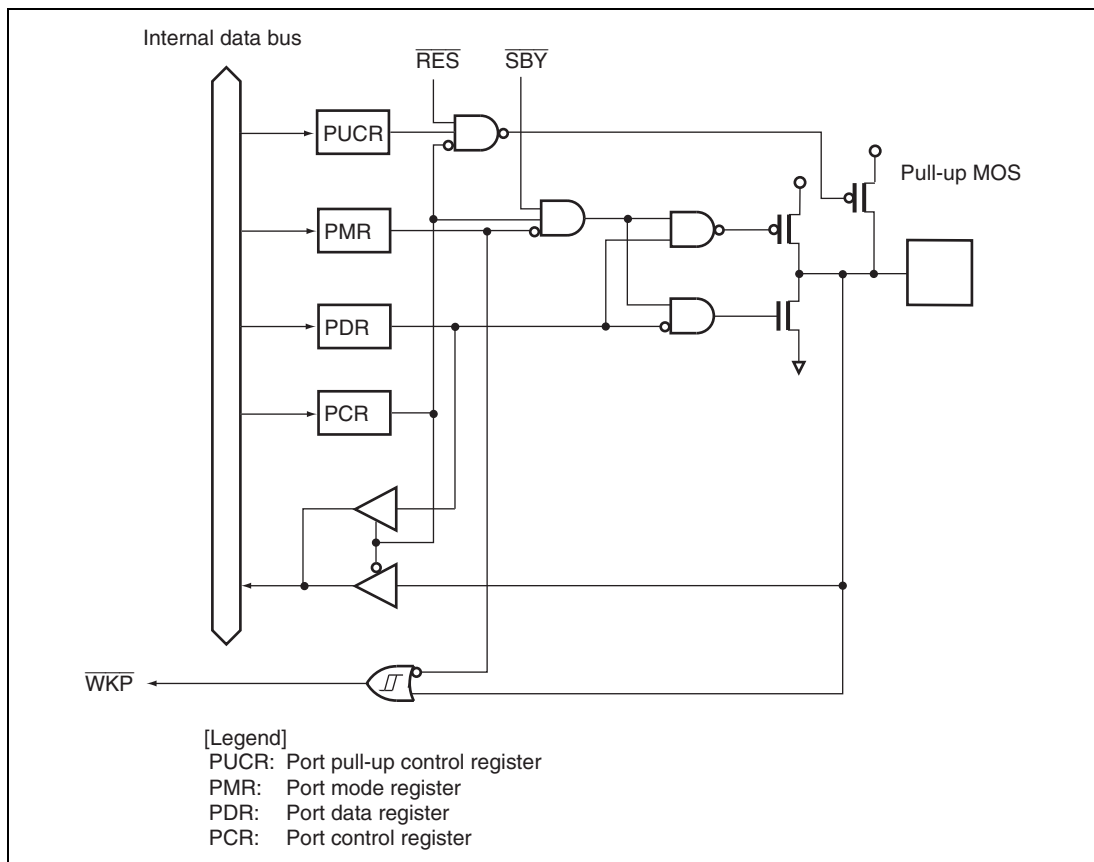 Internal data bus
RES
SBY
PUCR
Pull-up MOS
PMR
PDR
PCR
WKP
[Legend]
PUCR: Port pull-up control register
PMR: Port mode register
PDR: Port data register
PCR: Port control register